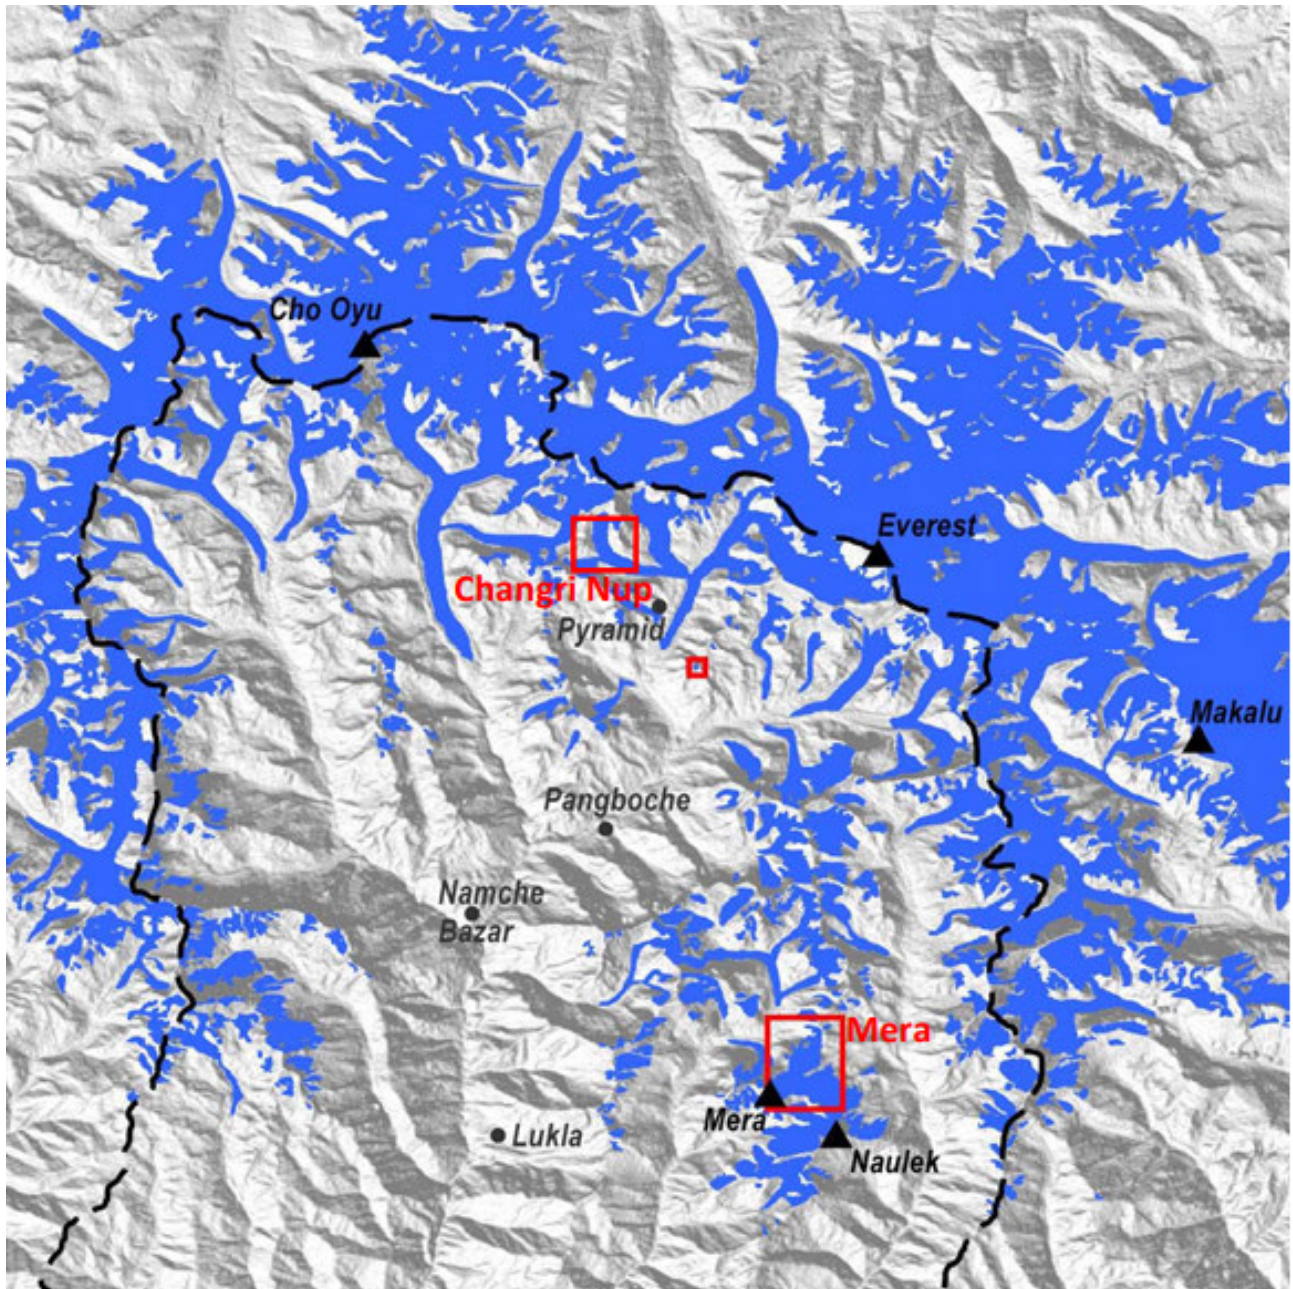 Cho Oyu
Everest
Changri Nup
Pyramid
Makalu
Pangboche
Namche
Bazar
Mera
Mera
Lukla
Naulek